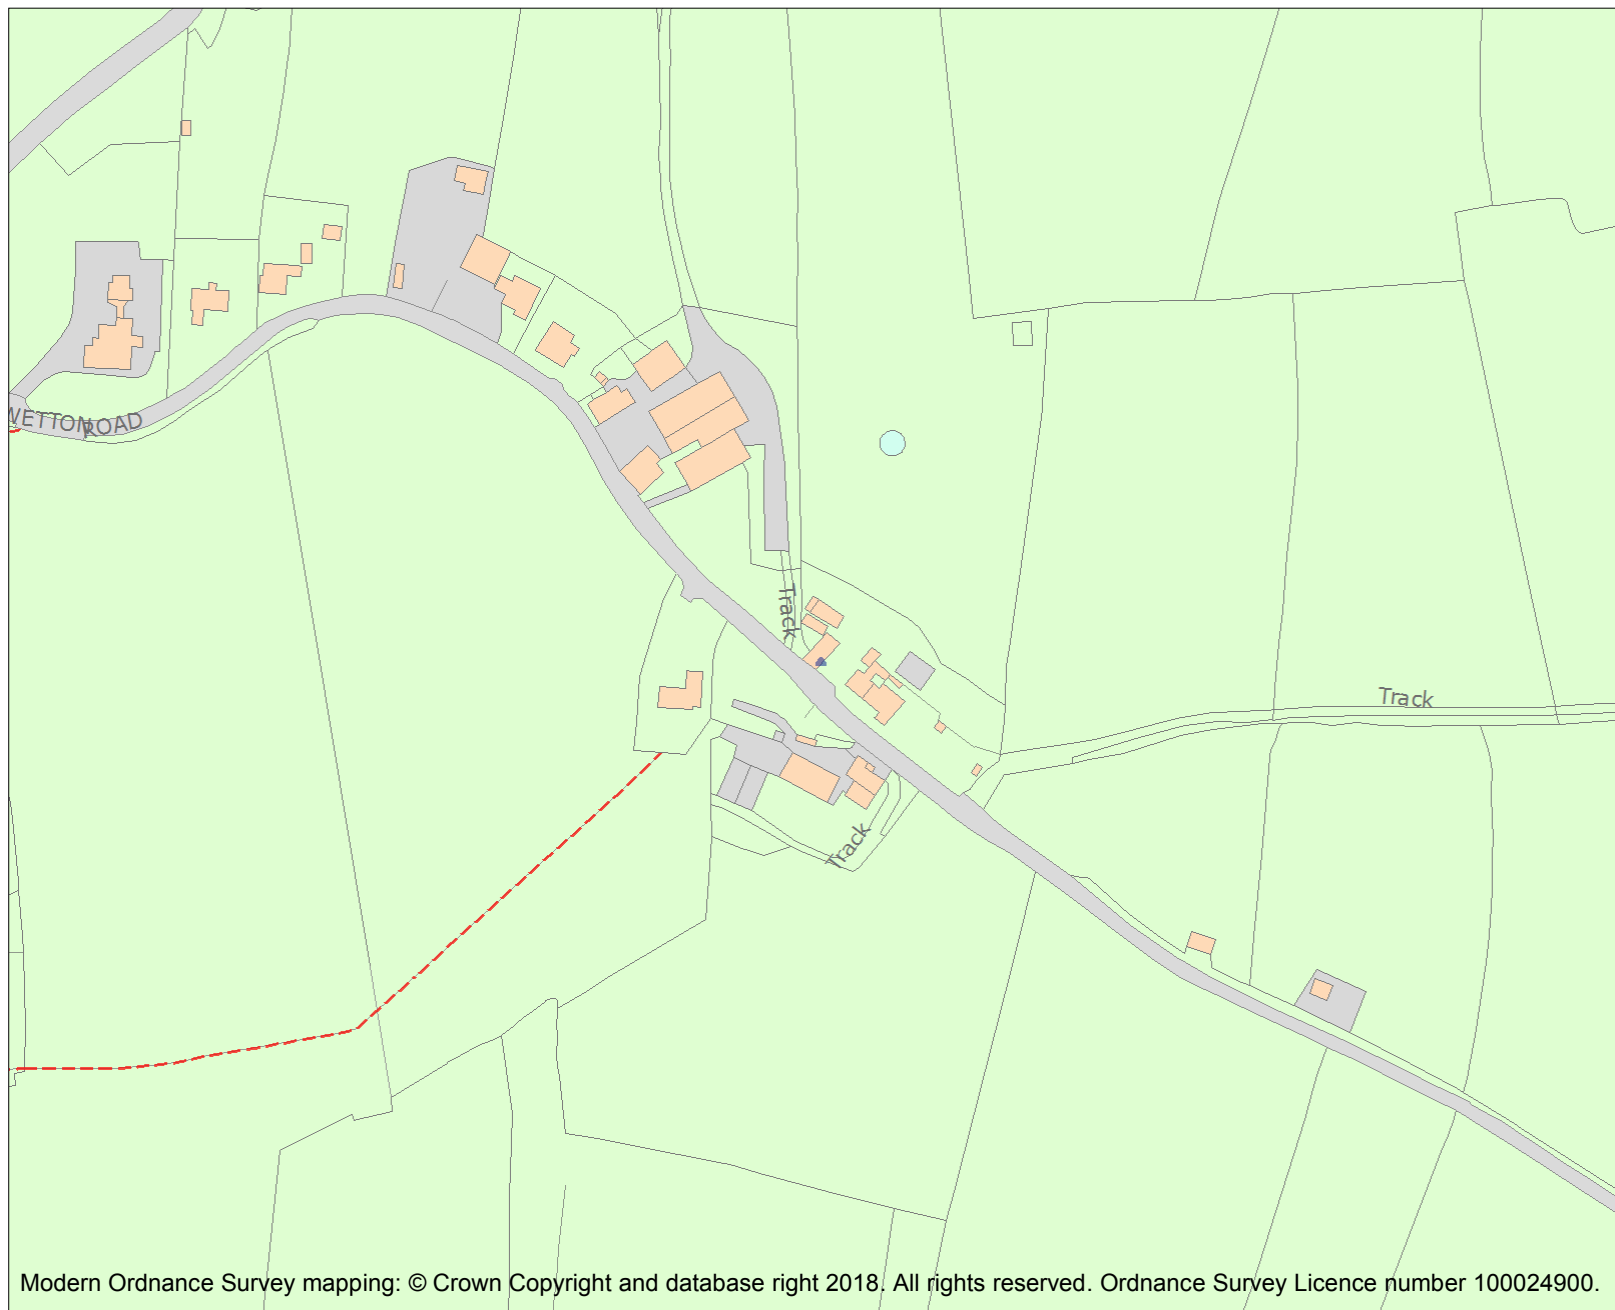 WETTON ROAD
Track
Track
Track
Modern Ordnance Survey mapping: © Crown Copyright and database right 2018. All rights reserved. Ordnance Survey Licence number 100024900.